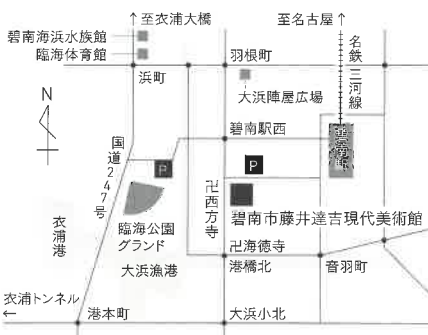 ↑至衣浦大橋
至名古屋↑
碧南海浜水族館
臨海体育館
浜町
羽根町
名鉄三河線
大浜陣屋広場
N
碧南駅西
碧南駅
国道247号
P
P
卍西方寺
碧南市藤井達吉現代美術館
衣浦港
臨海公園
グランド
大浜漁港
卍海徳寺
港橋北
音羽町
衣浦トンネル
←
港本町
大浜小北